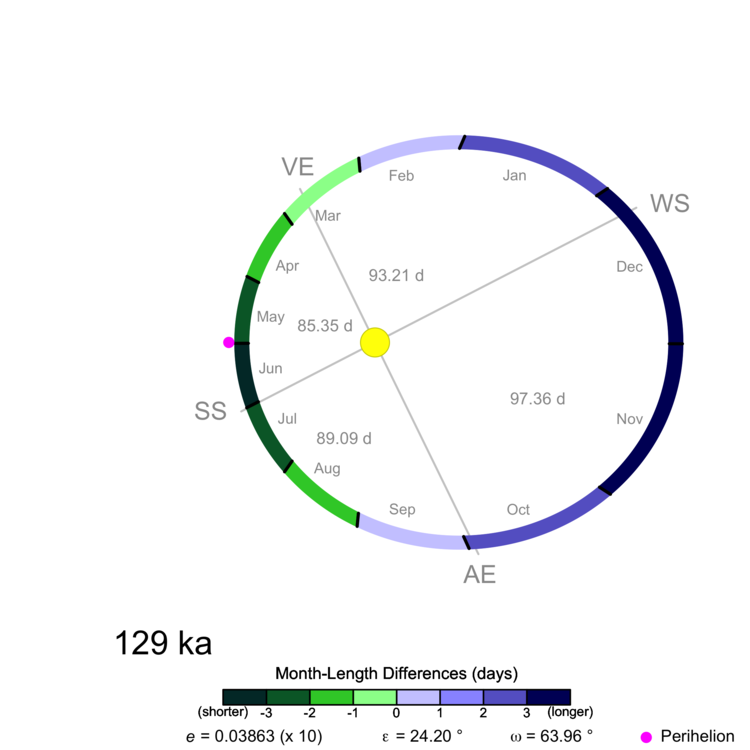 VE
Feb
Jan
WS
Mar
Apr
93.21 d
Dec
May
85.35 d
Jun
SS
Jul
89.09 d
97.36 d
Nov
Aug
Sep
Oct
AE
129 ka
Month-Length Differences (days)
(shorter) -3 -2 -1 0 1 2 3 (longer)
e = 0.03863 (x 10) ε = 24.20 ° ω = 63.96 ° Perihelion